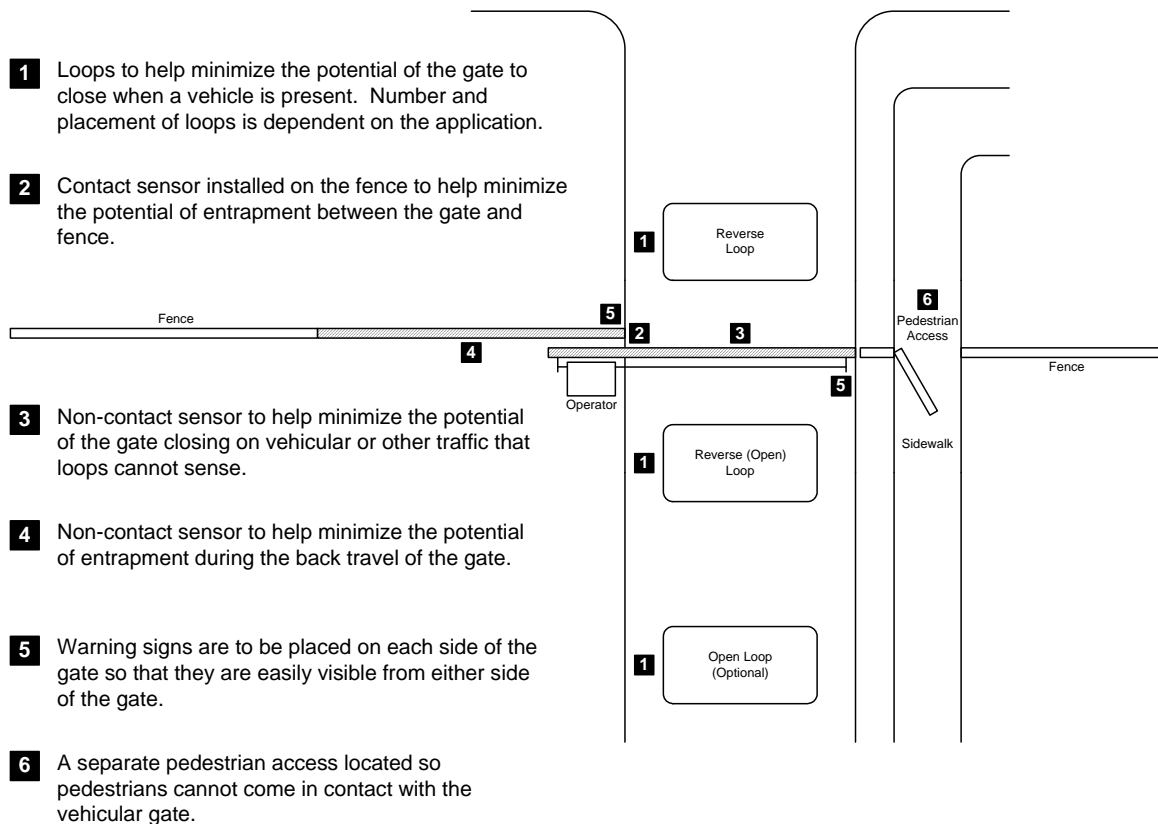 1 Loops to help minimize the potential of the gate to
close when a vehicle is present. Number and
placement of loops is dependent on the application.
2 Contact sensor installed on the fence to help minimize
the potential of entrapment between the gate and
fence.
3 Non-contact sensor to help minimize the potential
of the gate closing on vehicular or other traffic that
loops cannot sense.
4 Non-contact sensor to help minimize the potential
of entrapment during the back travel of the gate.
5 Warning signs are to be placed on each side of the
gate so that they are easily visible from either side
of the gate.
6 A separate pedestrian access located so
pedestrians cannot come in contact with the
vehicular gate.
1
Reverse
Loop
Fence
5
2
3
4
6
Pedestrian
Access
Fence
5
Operator
Sidewalk
1
Reverse (Open)
Loop
1
Open Loop
(Optional)